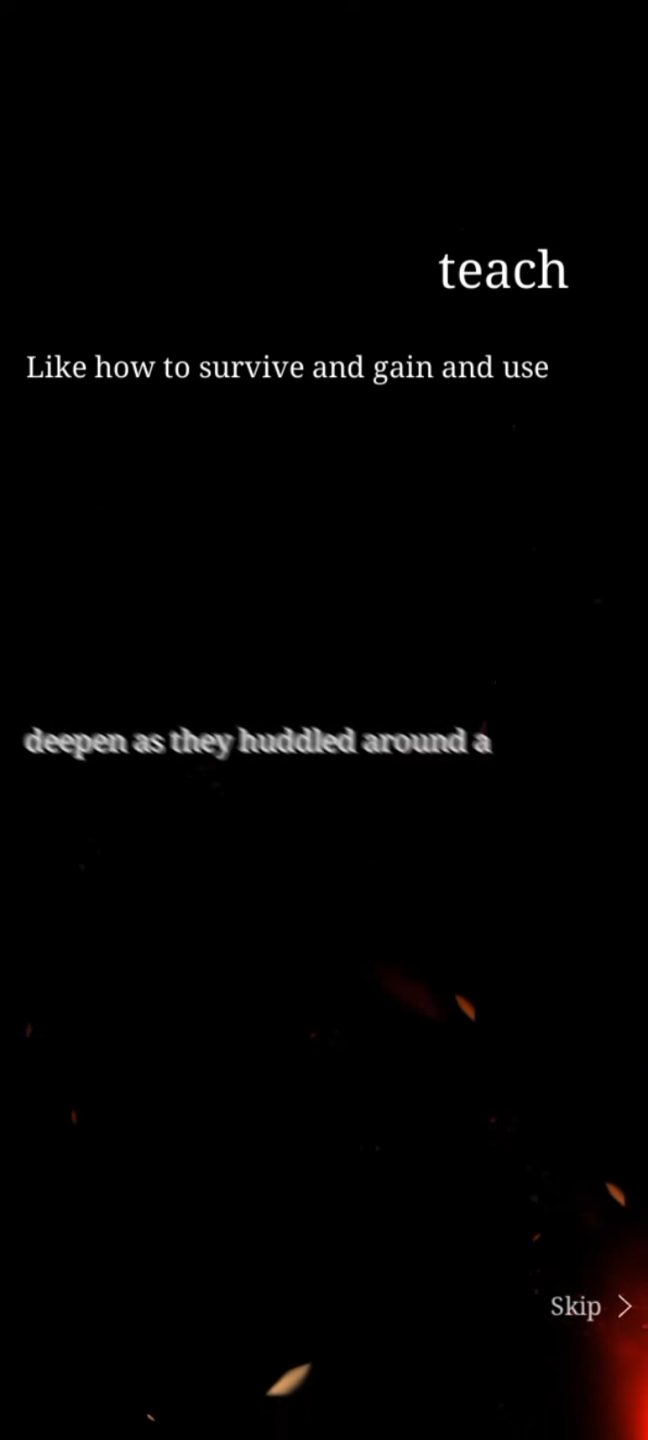 teach
Like how to survive and gain and use
deepen as they huddled around a
Skip